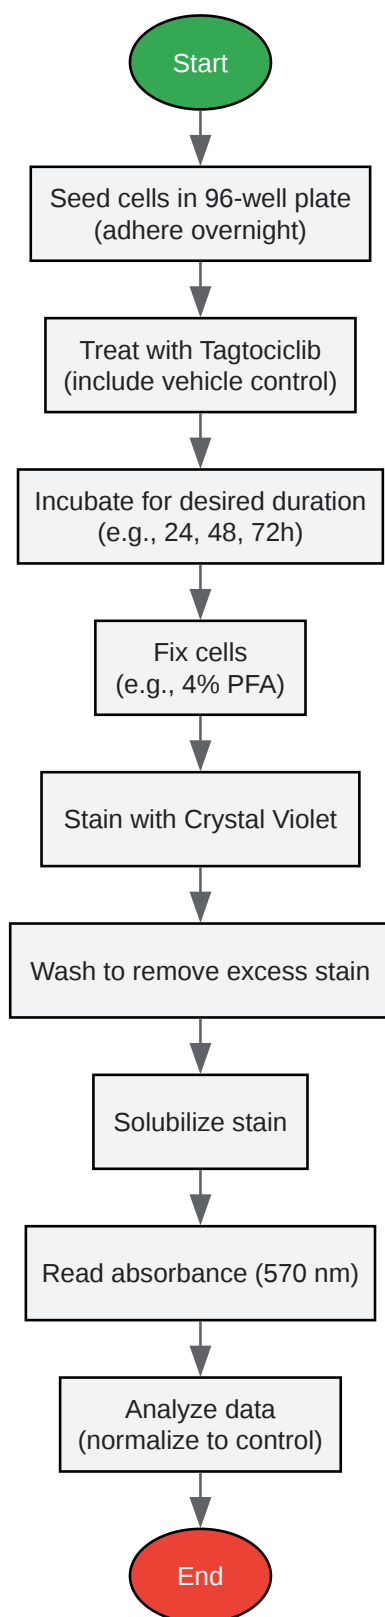 Start
Seed cells in 96-well plate
(adhere overnight)
Treat with Tagtociclib
(include vehicle control)
Incubate for desired duration
(e.g., 24, 48, 72h)
Fix cells
(e.g., 4% PFA)
Stain with Crystal Violet
Wash to remove excess stain
Solubilize stain
Read absorbance (570 nm)
Analyze data
(normalize to control)
End